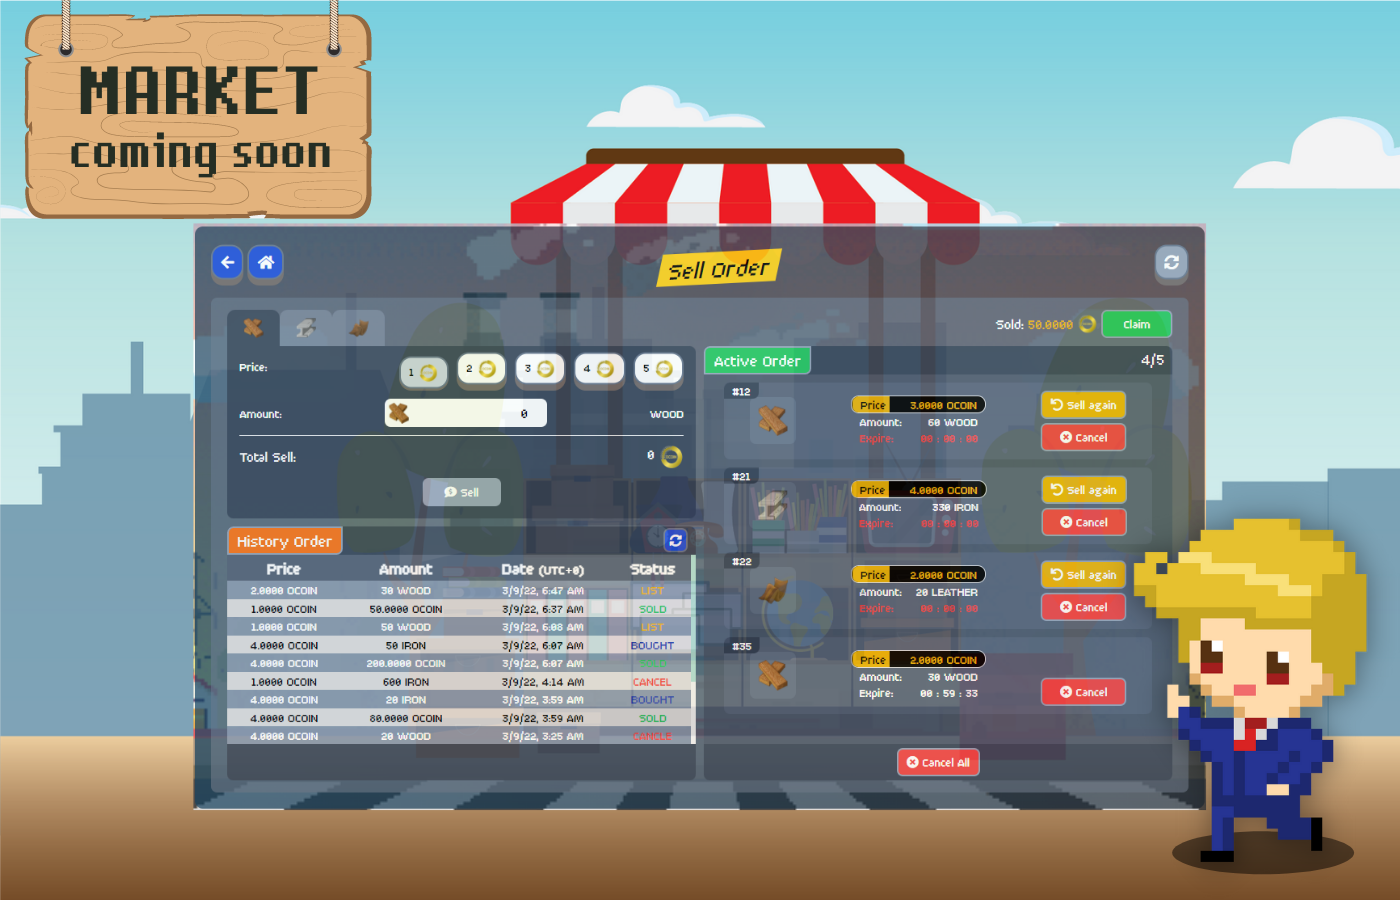 MARKET
coming soon
Sell Order
Sold: 50.0000
Claim
Price:
1
2
3
4
5
Amount:
0
WOOD
Total Sell:
0
Sell
Active Order
4/5
#12
Price 3.0000 OCOIN
Amount: 60 WOOD
Expire: 00 : 00 : 00
Sell again
Cancel
#21
Price 4.0000 OCOIN
Amount: 330 IRON
Expire: 00 : 00 : 00
Sell again
Cancel
#22
Price 2.0000 OCOIN
Amount: 20 LEATHER
Expire: 00 : 00 : 00
Sell again
Cancel
#35
Price 2.0000 OCOIN
Amount: 30 WOOD
Expire: 00 : 59 : 33
Cancel
Cancel All
History Order
Price Amount Date (UTC+0) Status
2.0000 OCOIN 30 WOOD 3/9/22, 6:47 AM LIST
1.0000 OCOIN 50.0000 OCOIN 3/9/22, 6:37 AM SOLD
1.0000 OCOIN 50 WOOD 3/9/22, 6:08 AM LIST
4.0000 OCOIN 50 IRON 3/9/22, 6:07 AM BOUGHT
4.0000 OCOIN 200.0000 OCOIN 3/9/22, 6:07 AM SOLD
1.0000 OCOIN 600 IRON 3/9/22, 4:14 AM CANCEL
4.0000 OCOIN 20 IRON 3/9/22, 3:59 AM BOUGHT
4.0000 OCOIN 80.0000 OCOIN 3/9/22, 3:59 AM SOLD
4.0000 OCOIN 20 WOOD 3/9/22, 3:25 AM CANCLE